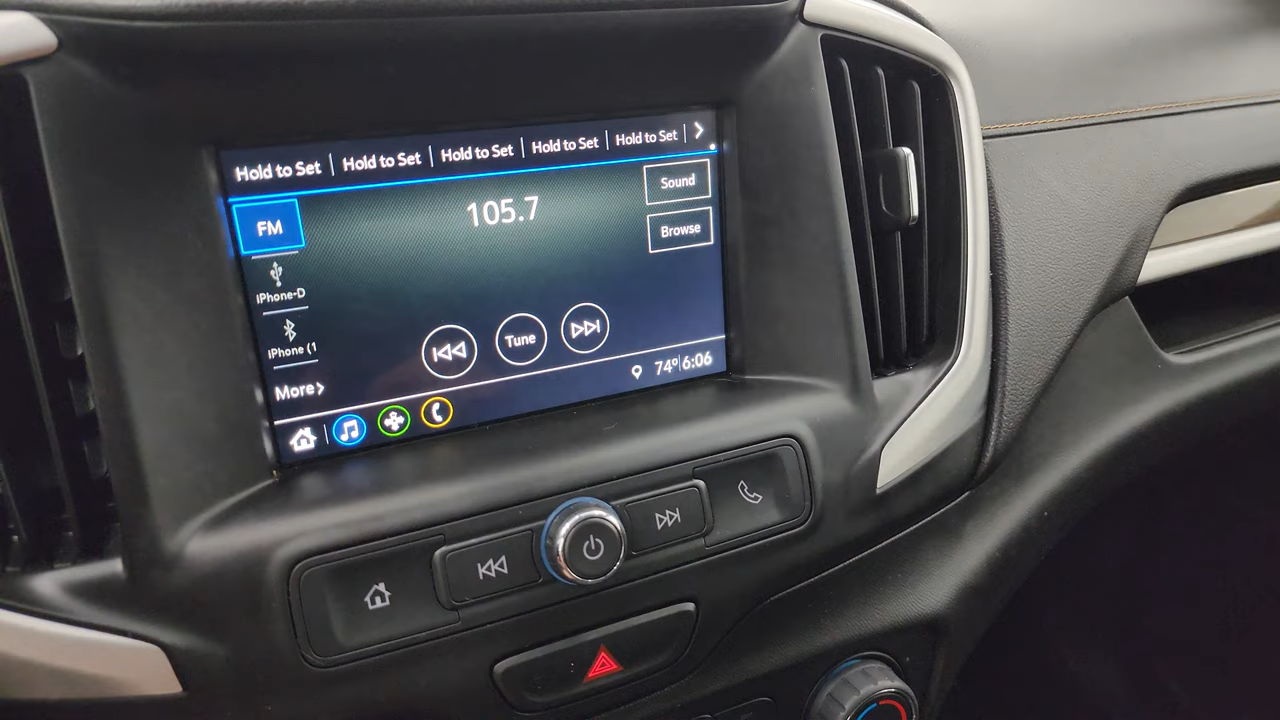 Hold to Set Hold to Set Hold to Set Hold to Set Hold to Set
FM
105.7
Sound
Browse
iPhone-D
iPhone (1
Tune
More
74° 6:06